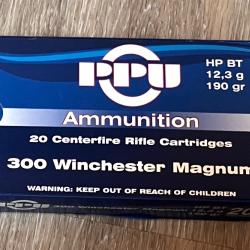 PPU
HP BT
12,3 g
190 gr
Ammunition
20 Centerfire Rifle Cartridges
300 Winchester Magnum
WARNING: KEEP OUT OF REACH OF CHILDREN